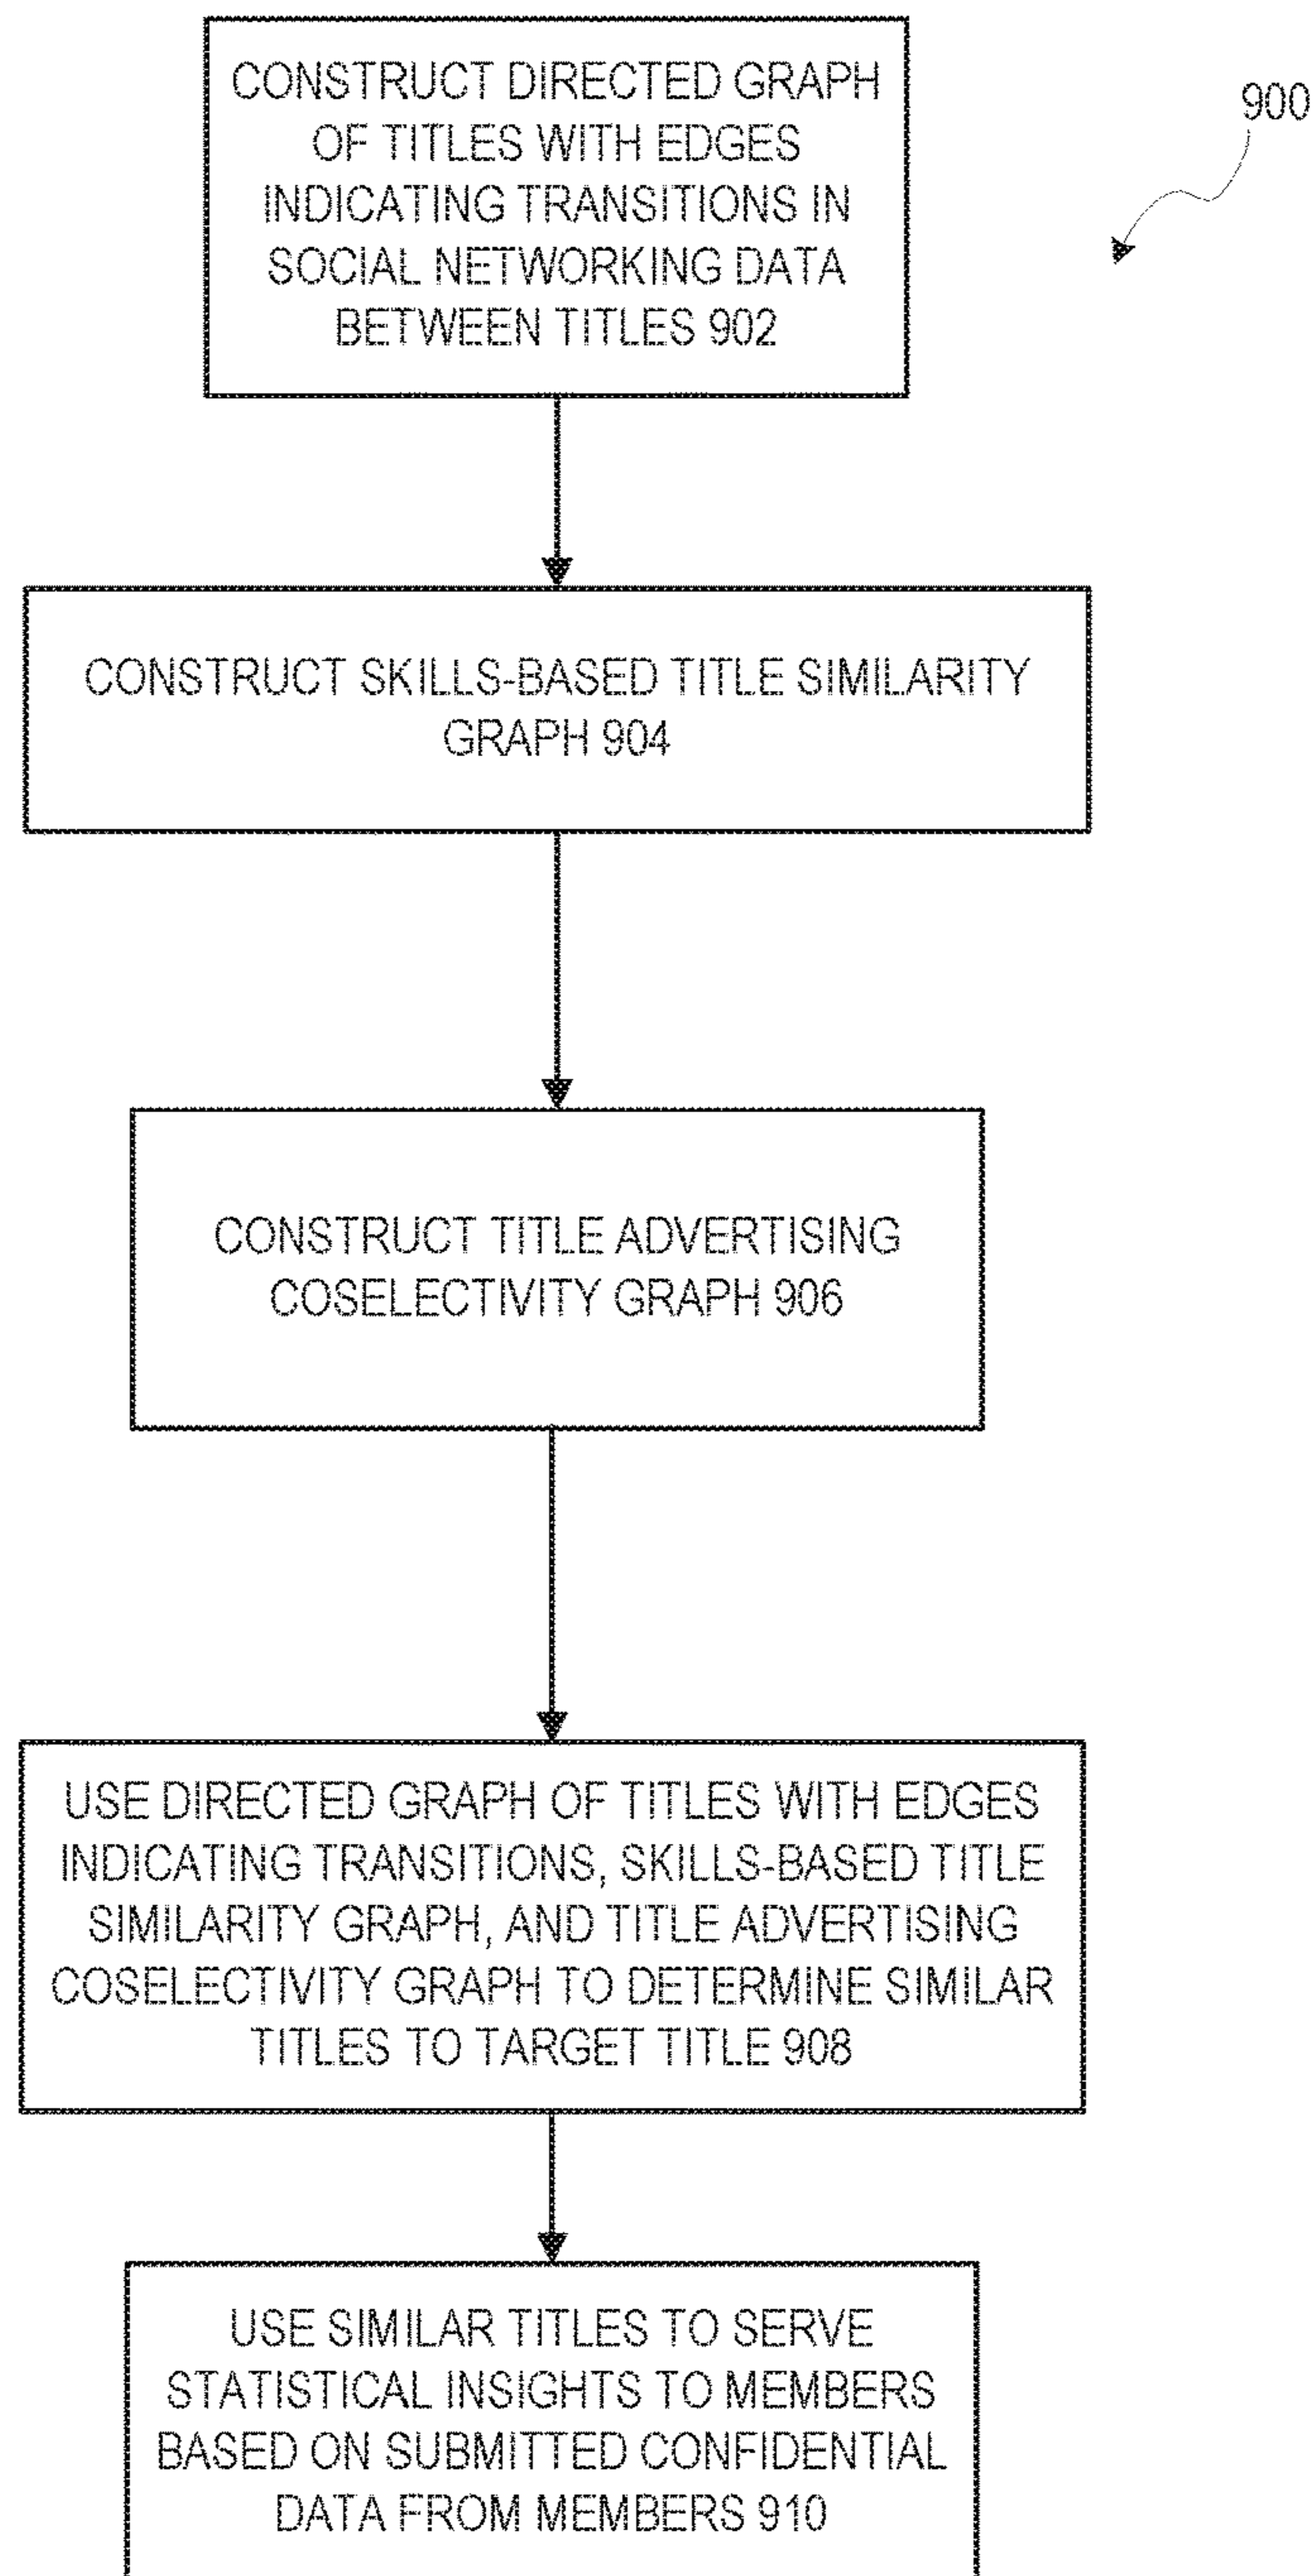 CONSTRUCT DIRECTED GRAPH
OF TITLES WITH EDGES
INDICATING TRANSITIONS IN
SOCIAL NETWORKING DATA
BETWEEN TITLES 902
900
CONSTRUCT SKILLS-BASED TITLE SIMILARITY
GRAPH 904
CONSTRUCT TITLE ADVERTISING
COSELECTIVITY GRAPH 906
USE DIRECTED GRAPH OF TITLES WITH EDGES
INDICATING TRANSITIONS, SKILLS-BASED TITLE
SIMILARITY GRAPH, AND TITLE ADVERTISING
COSELECTIVITY GRAPH TO DETERMINE SIMILAR
TITLES TO TARGET TITLE 908
USE SIMILAR TITLES TO SERVE
STATISTICAL INSIGHTS TO MEMBERS
BASED ON SUBMITTED CONFIDENTIAL
DATA FROM MEMBERS 910